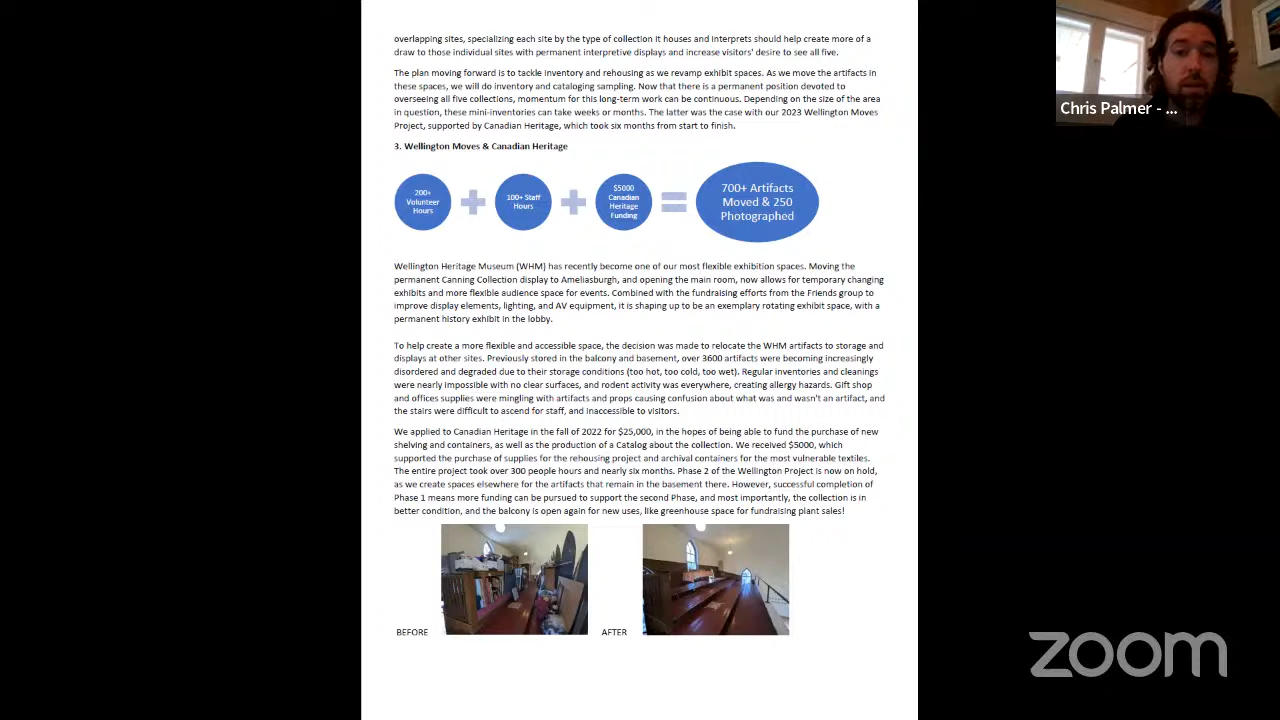 overlapping sites, specializing each site by the type of collection it houses and interprets should help create more of a
draw to those individual sites with permanent interpretive displays and increase visitors' desire to see all five.
The plan moving forward is to tackle inventory and rehousing as we revamp exhibit spaces. As we move the artifacts in
these spaces, we will do inventory and cataloging sampling. Now that there is a permanent position devoted to
overseeing all five collections, momentum for this long-term work can be continuous. Depending on the size of the area
in question, these mini-inventories can take weeks or months. The latter was the case with our 2023 Wellington Moves
Project, supported by Canadian Heritage, which took six months from start to finish.
3. Wellington Moves & Canadian Heritage
200+
Volunteer
Hours
100+ Staff
Hours
$5000
Canadian
Heritage
Funding
700+ Artifacts
Moved & 250
Photographed
Wellington Heritage Museum (WHM) has recently become one of our most flexible exhibition spaces. Moving the
permanent Canning Collection display to Ameliasburgh, and opening the main room, now allows for temporary changing
exhibits and more flexible audience space for events. Combined with the fundraising efforts from the Friends group to
improve display elements, lighting, and AV equipment, it is shaping up to be an exemplary rotating exhibit space, with a
permanent history exhibit in the lobby.
To help create a more flexible and accessible space, the decision was made to relocate the WHM artifacts to storage and
displays at other sites. Previously stored in the balcony and basement, over 3600 artifacts were becoming increasingly
disordered and degraded due to their storage conditions (too hot, too cold, too wet). Regular inventories and cleanings
were nearly impossible with no clear surfaces, and rodent activity was everywhere, creating allergy hazards. Gift shop
and offices supplies were mingling with artifacts and props causing confusion about what was and wasn't an artifact, and
the stairs were difficult to ascend for staff, and inaccessible to visitors.
We applied to Canadian Heritage in the fall of 2022 for $25,000, in the hopes of being able to fund the purchase of new
shelving and containers, as well as the production of a Catalog about the collection. We received $5000, which
supported the purchase of supplies for the rehousing project and archival containers for the most vulnerable textiles.
The entire project took over 300 people hours and nearly six months. Phase 2 of the Wellington Project is now on hold,
as we create spaces elsewhere for the artifacts that remain in the basement there. However, successful completion of
Phase 1 means more funding can be pursued to support the second Phase, and most importantly, the collection is in
better condition, and the balcony is open again for new uses, like greenhouse space for fundraising plant sales!
BEFORE
AFTER
Chris Palmer - ...
zoom